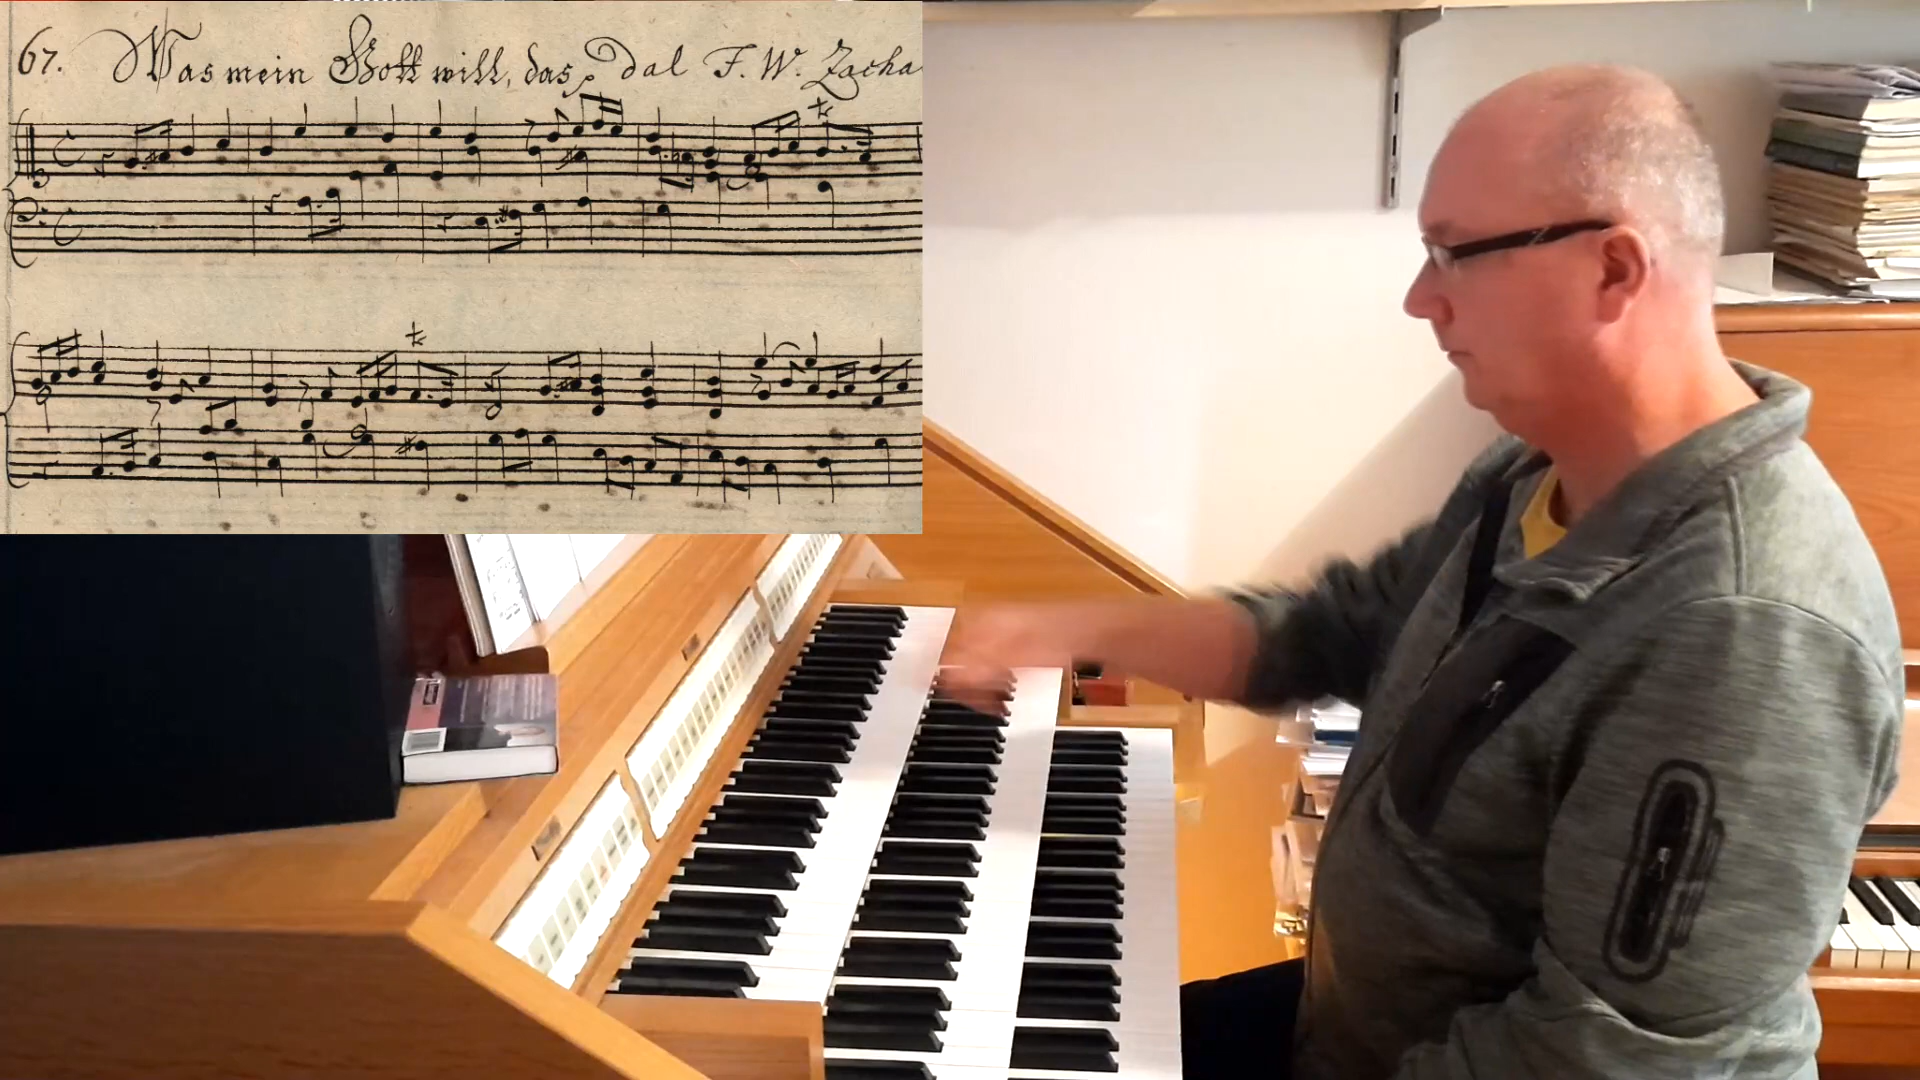 67. Was mein Gott will, das dal F. W. Zacha